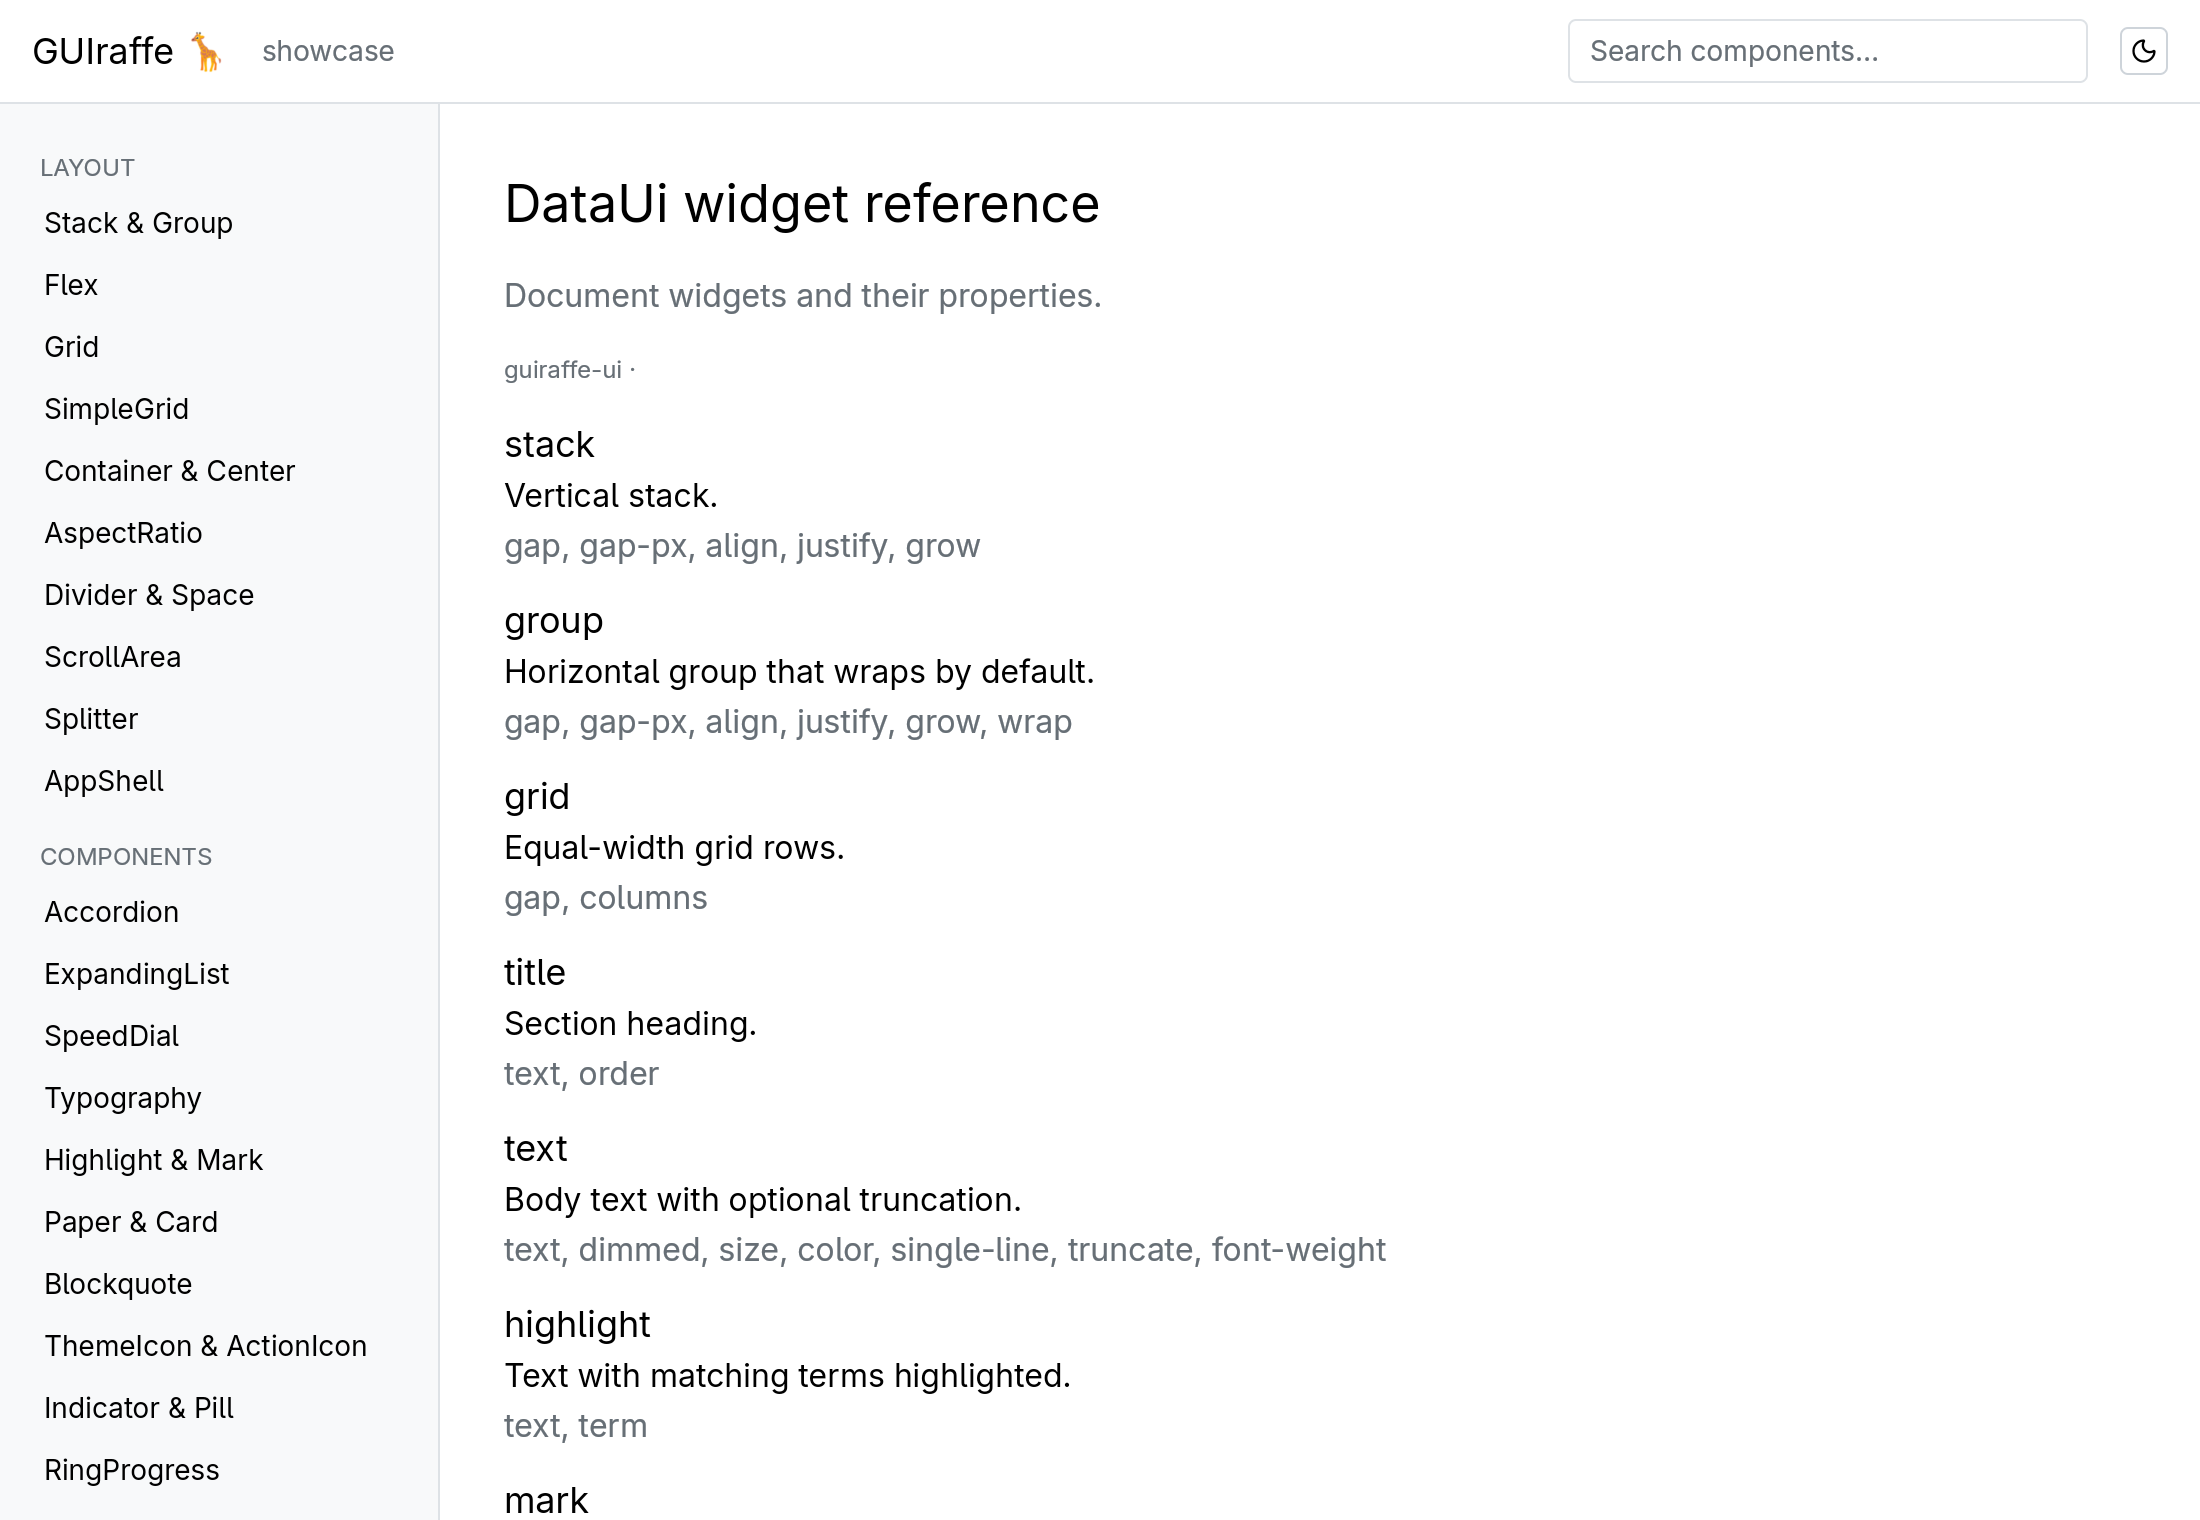 GUIraffe 🦒 showcase
Search components...
LAYOUT
Stack & Group
Flex
Grid
SimpleGrid
Container & Center
AspectRatio
Divider & Space
ScrollArea
Splitter
AppShell
COMPONENTS
Accordion
ExpandingList
SpeedDial
Typography
Highlight & Mark
Paper & Card
Blockquote
ThemeIcon & ActionIcon
Indicator & Pill
RingProgress
DataUi widget reference
Document widgets and their properties.
guiraffe-ui ·
stack
Vertical stack.
gap, gap-px, align, justify, grow
group
Horizontal group that wraps by default.
gap, gap-px, align, justify, grow, wrap
grid
Equal-width grid rows.
gap, columns
title
Section heading.
text, order
text
Body text with optional truncation.
text, dimmed, size, color, single-line, truncate, font-weight
highlight
Text with matching terms highlighted.
text, term
mark